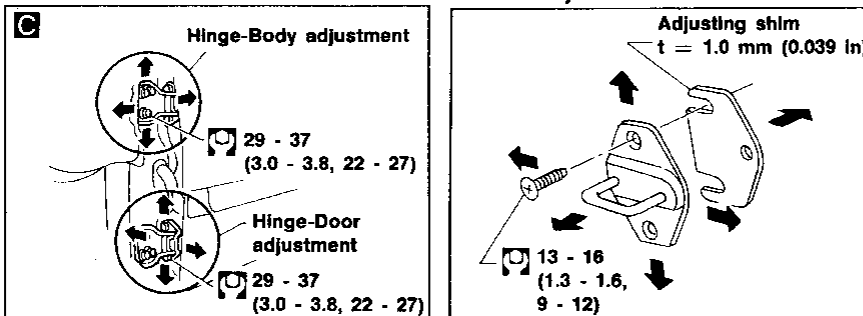 C
Hinge-Body adjustment
29 - 37
(3.0 - 3.8, 22 - 27)
Hinge-Door
adjustment
29 - 37
(3.0 - 3.8, 22 - 27)
Adjusting shim
t = 1.0 mm (0.039 in)
13 - 16
(1.3 - 1.6,
9 - 12)